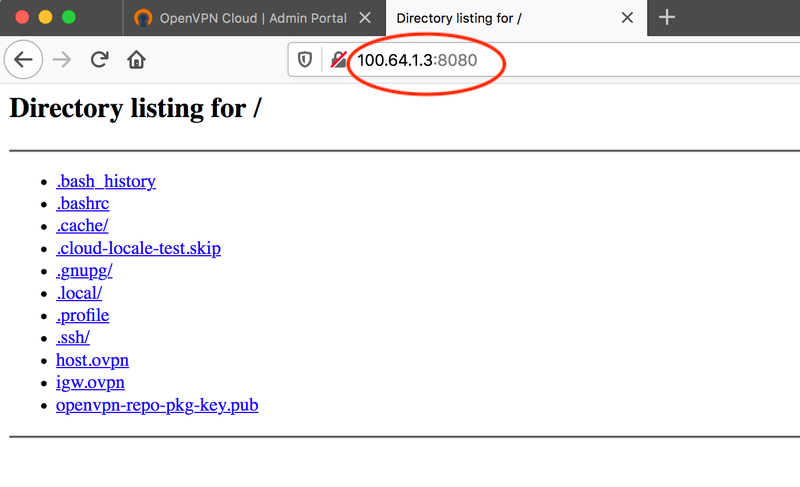 OpenVPN Cloud | Admin Portal
Directory listing for /
100.64.1.3:8080
Directory listing for /
.bash_history
.bashrc
.cache/
.cloud-locale-test.skip
.gnupg/
.local/
.profile
.ssh/
host.ovpn
igw.ovpn
openvpn-repo-pkg-key.pub